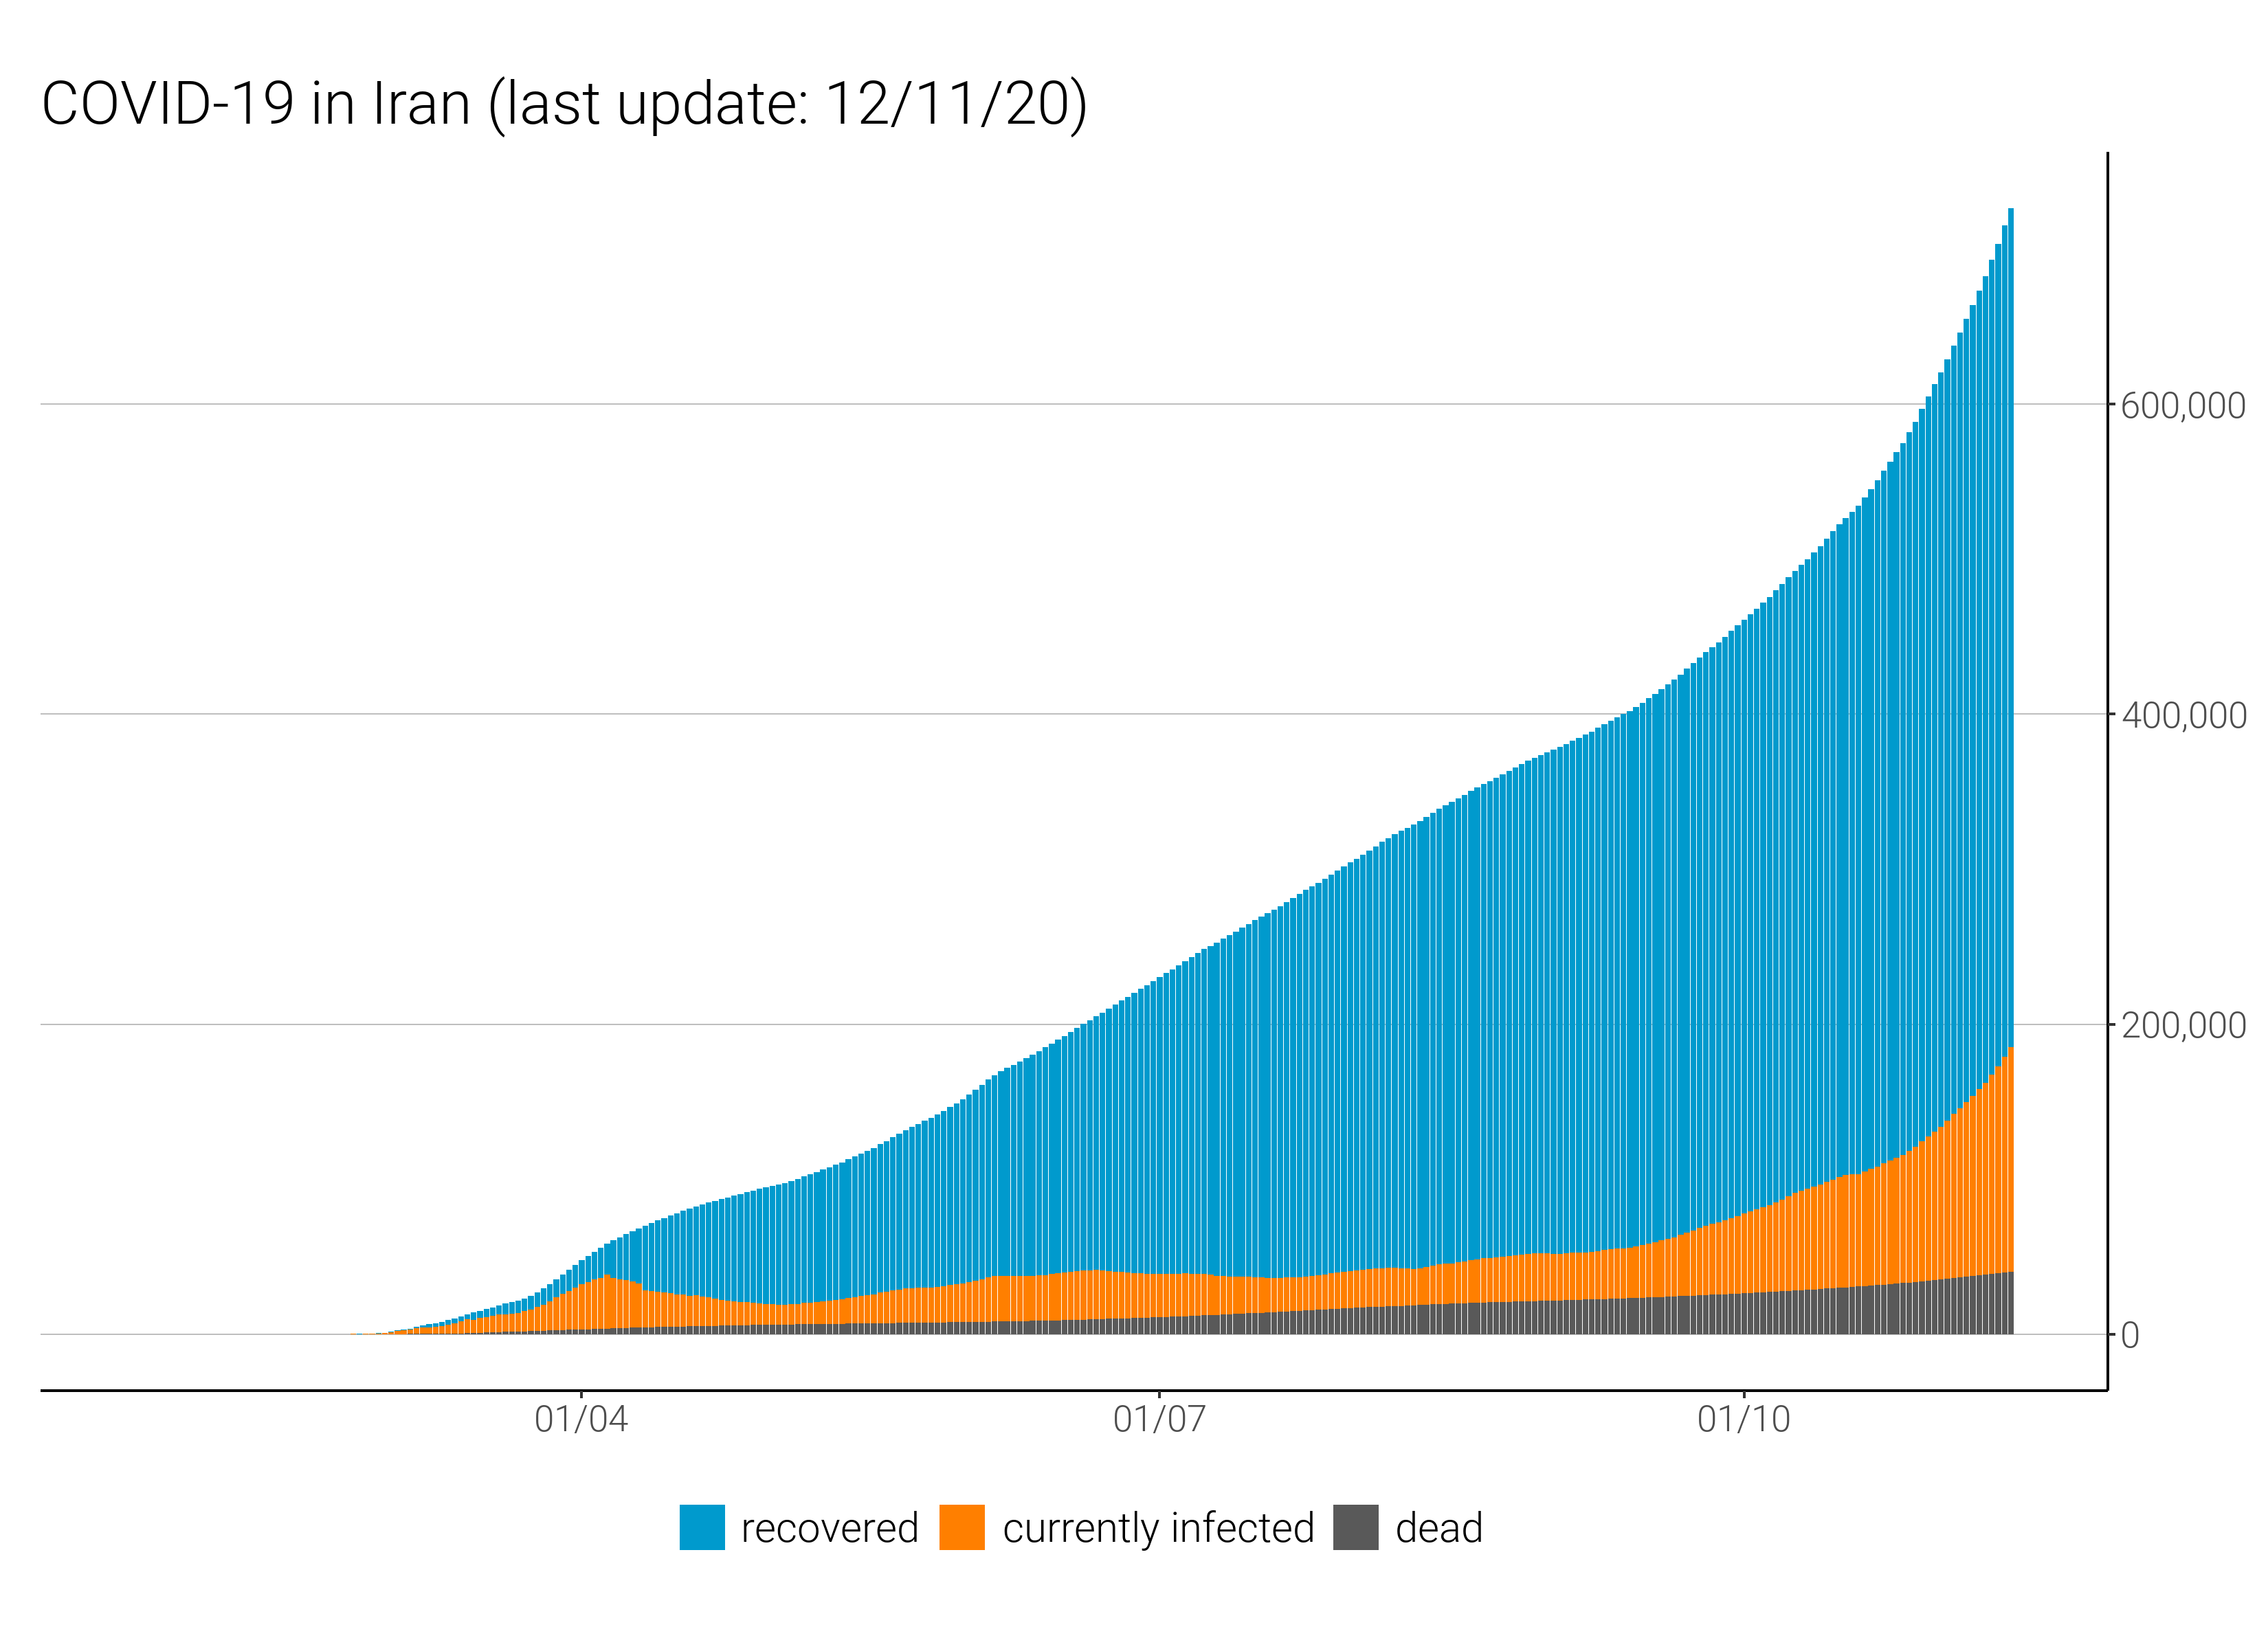 COVID-19 in Iran (last update: 12/11/20)
600,000
400,000
200,000
0
01/04 01/07 01/10
recovered currently infected dead